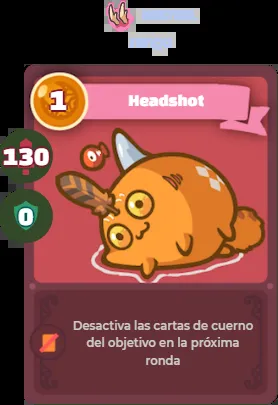 1
Headshot
130
0
Desactiva las cartas de cuerno
del objetivo en la próxima
ronda